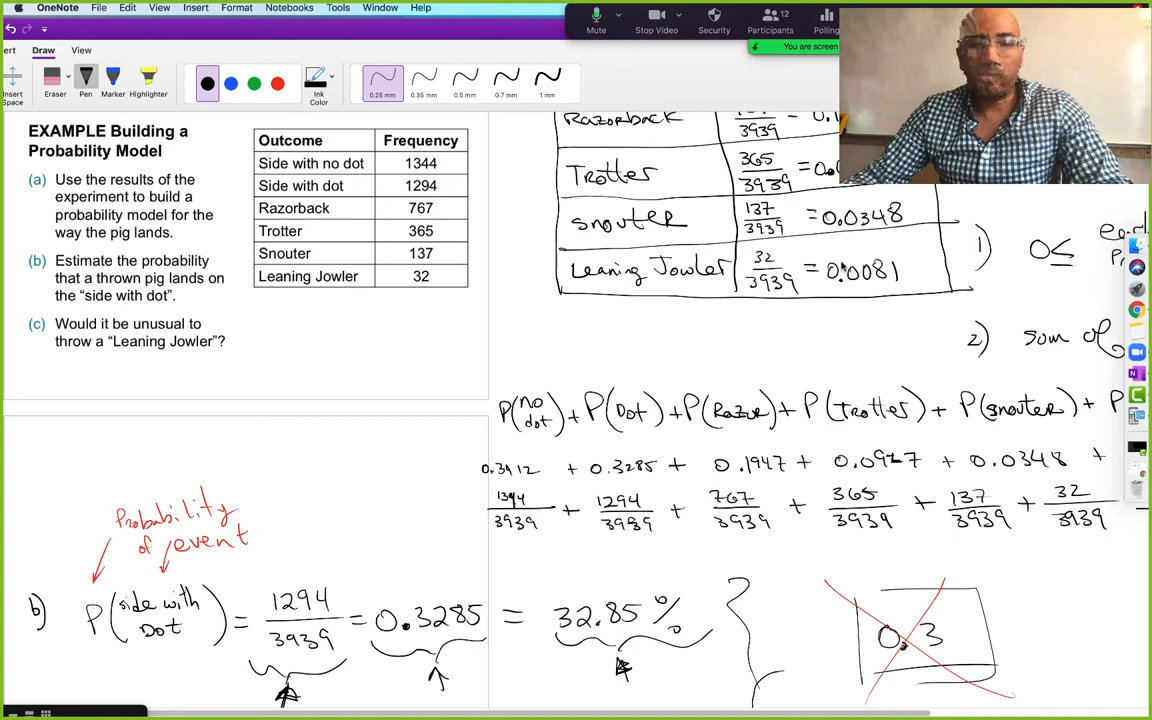 OneNote File Edit View Insert Format Notebooks Tools Window Help
Draw View
Insert Space
Eraser Pen Marker Highlighter
0.25 mm 0.35 mm 0.5 mm 0.7 mm 1 mm
Ink Color
Mute Stop Video Security Participants 12 Polling
You are screen
EXAMPLE Building a
Probability Model
(a) Use the results of the
experiment to build a
probability model for the
way the pig lands.
(b) Estimate the probability
that a thrown pig lands on
the “side with dot”.
(c) Would it be unusual to
throw a “Leaning Jowler”?
Outcome Frequency
Side with no dot 1344
Side with dot 1294
Razorback 767
Trotter 365
Snouter 137
Leaning Jowler 32
Razorback 3939
Trotter 365/3939 = 0.0
snouter 137/3939 = 0.0348
Leaning Jowler 32/3939 = 0.0081
1) 0≤
2) sum of
P(no dot) + P(Dot) + P(Razor) + P(Trotter) + P(snouter) + P
0.3412 + 0.3285 + 0.1947 + 0.0927 + 0.0348 +
1344/3939 + 1294/3939 + 767/3939 + 365/3939 + 137/3939 + 32/3939
Probability
of event
b) P(side with Dot) = 1294/3939 = 0.3285 = 32.85%
0.3